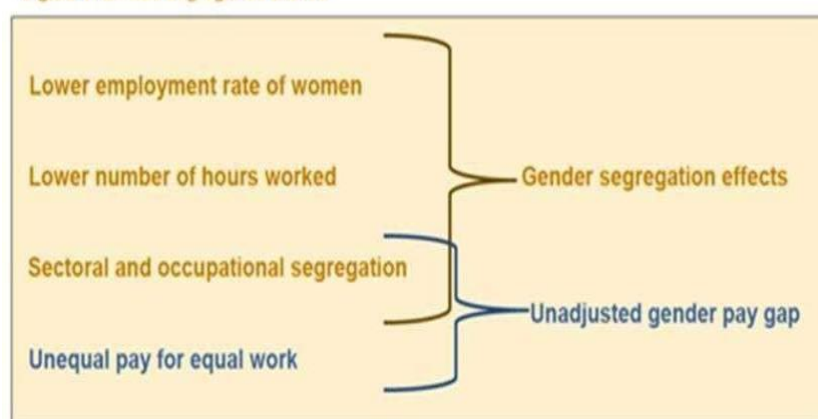 Lower employment rate of women
Lower number of hours worked
Gender segregation effects
Sectoral and occupational segregation
Unadjusted gender pay gap
Unequal pay for equal work